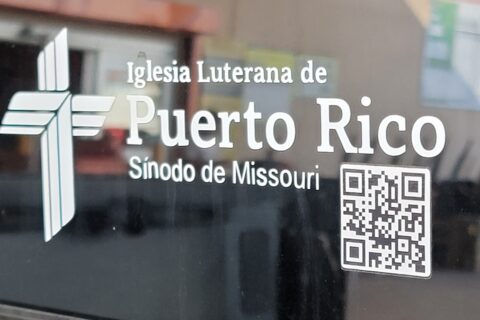 Iglesia Luterana de
Puerto Rico
Sínodo de Missouri